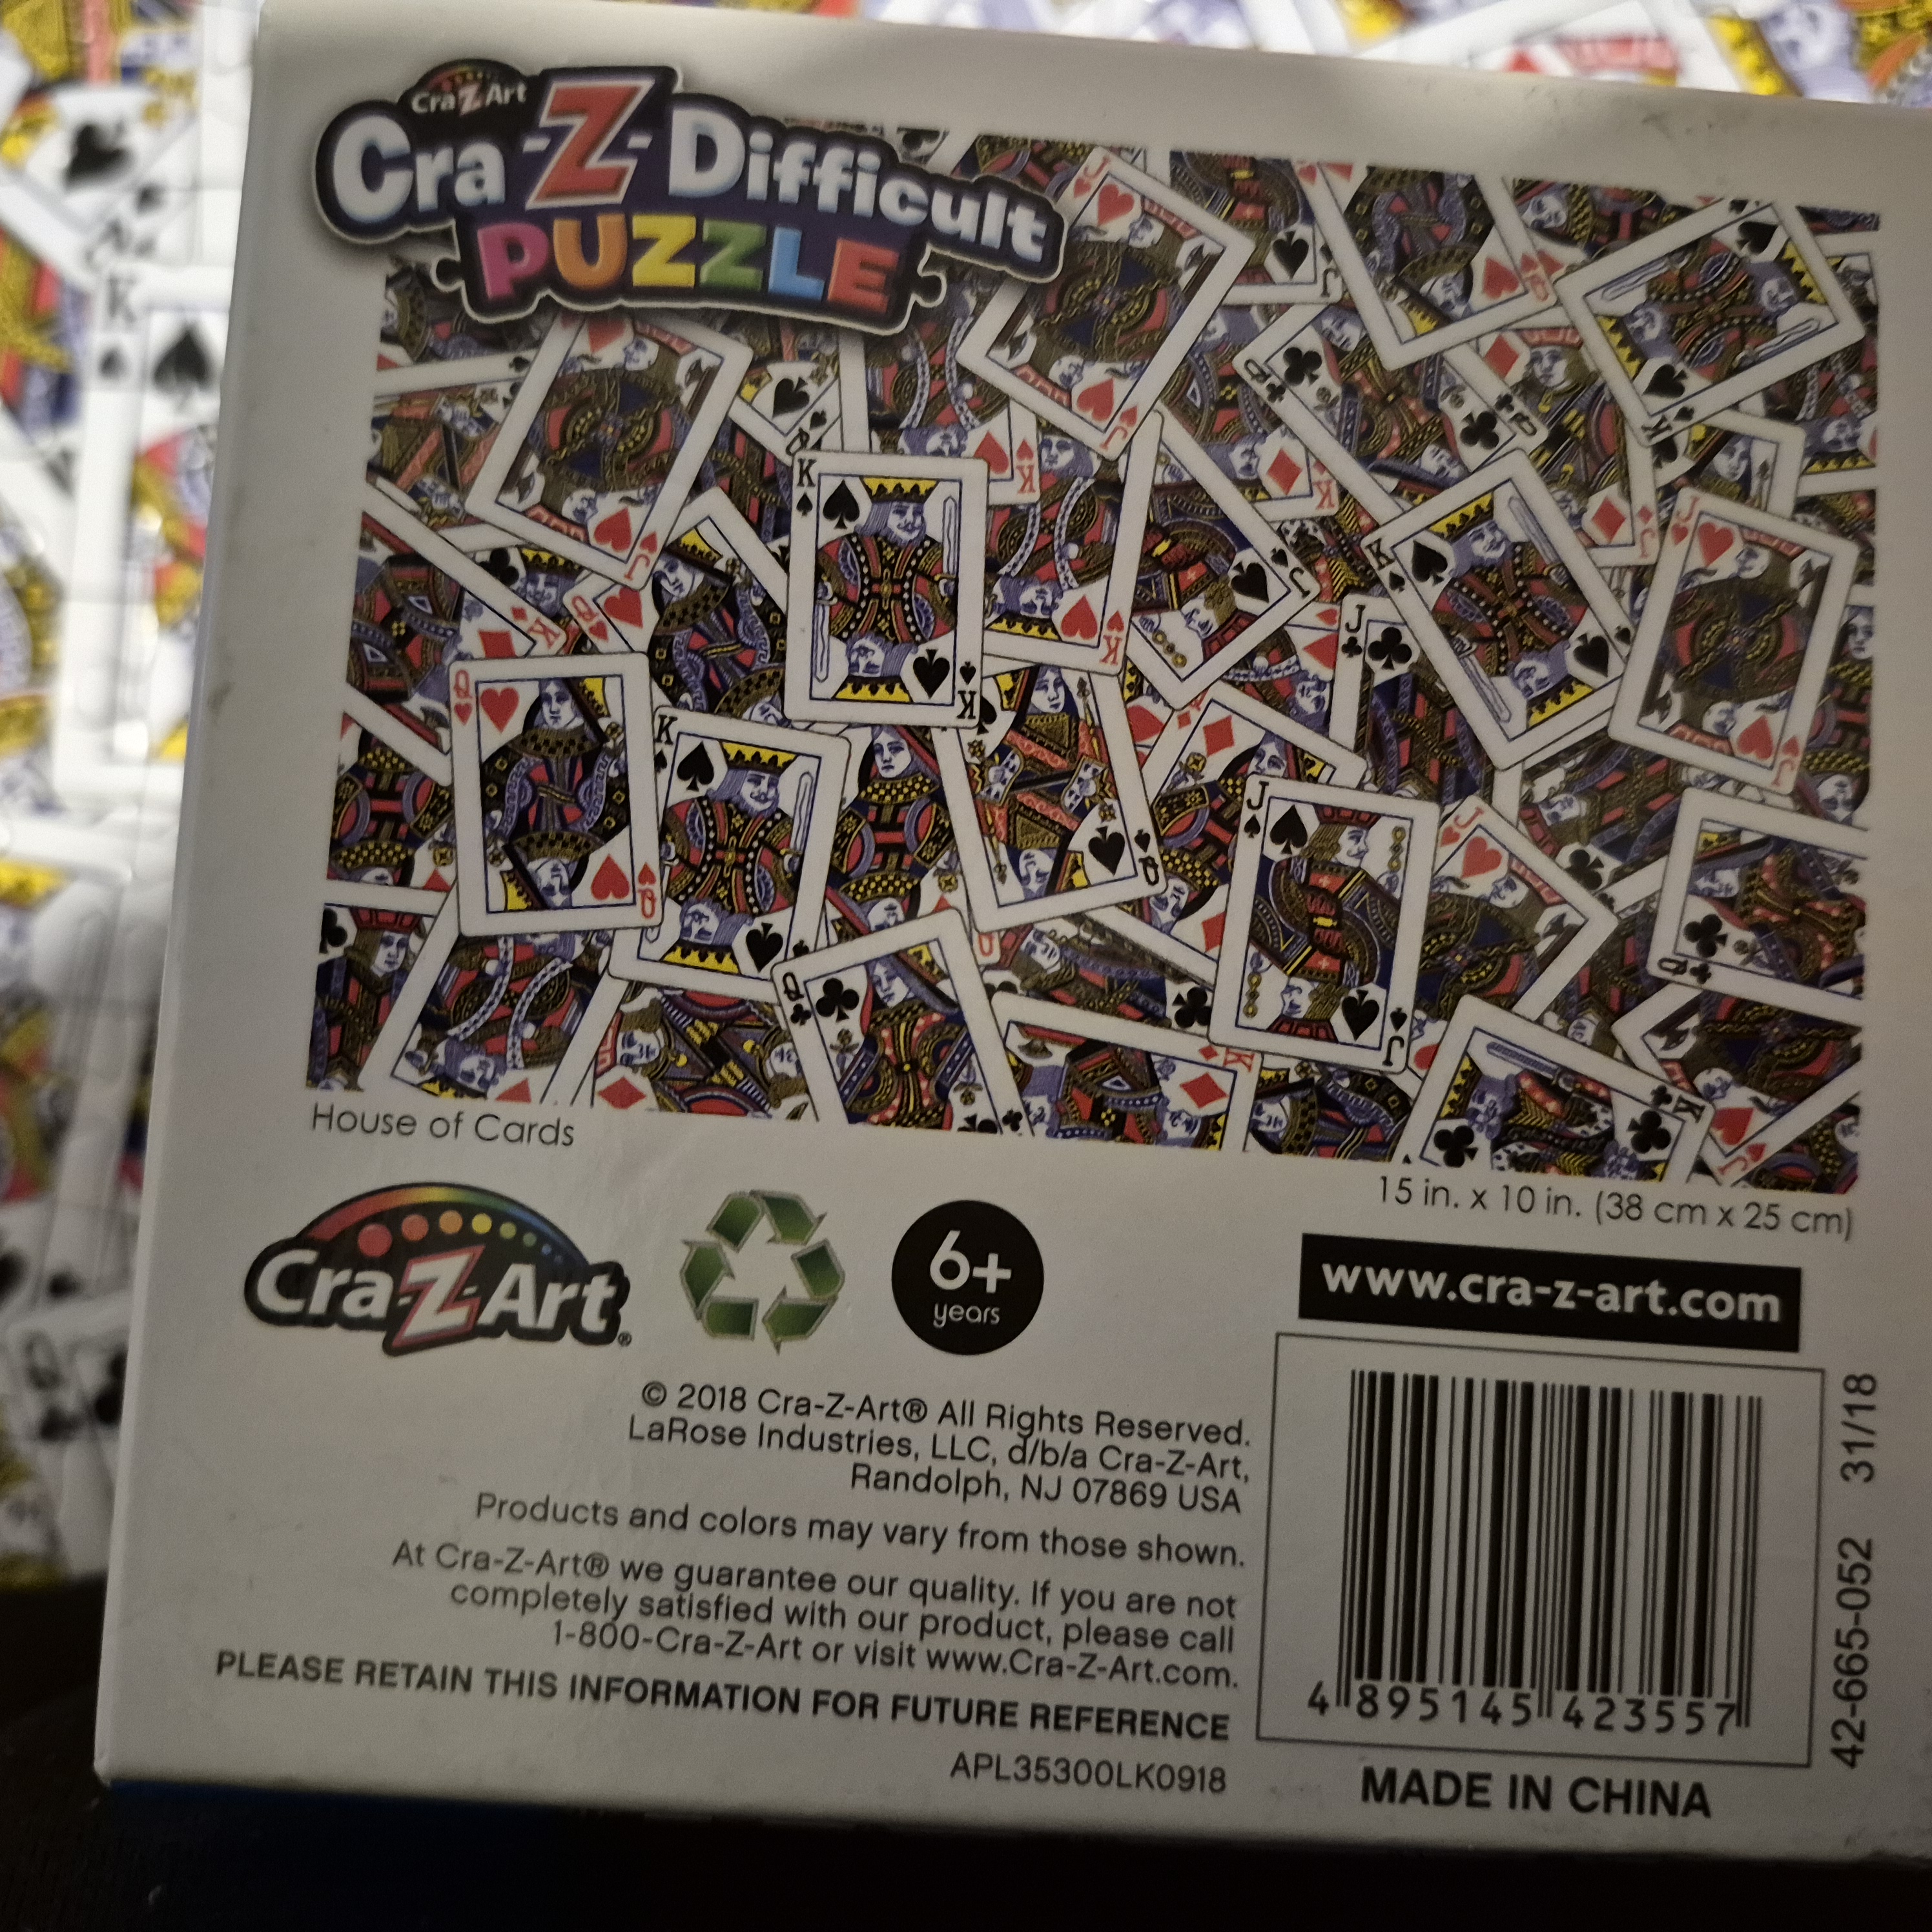 Cra-Z-Art
Cra-Z-Difficult
PUZZLE
House of Cards
15 in. x 10 in. (38 cm x 25 cm)
Cra-Z-Art®
6+
years
www.cra-z-art.com
© 2018 Cra-Z-Art® All Rights Reserved.
LaRose Industries, LLC, d/b/a Cra-Z-Art,
Randolph, NJ 07869 USA
Products and colors may vary from those shown.
At Cra-Z-Art® we guarantee our quality. If you are not
completely satisfied with our product, please call
1-800-Cra-Z-Art or visit www.Cra-Z-Art.com.
PLEASE RETAIN THIS INFORMATION FOR FUTURE REFERENCE
APL35300LK0918
4 895145 423557
MADE IN CHINA
42-665-052 31/18